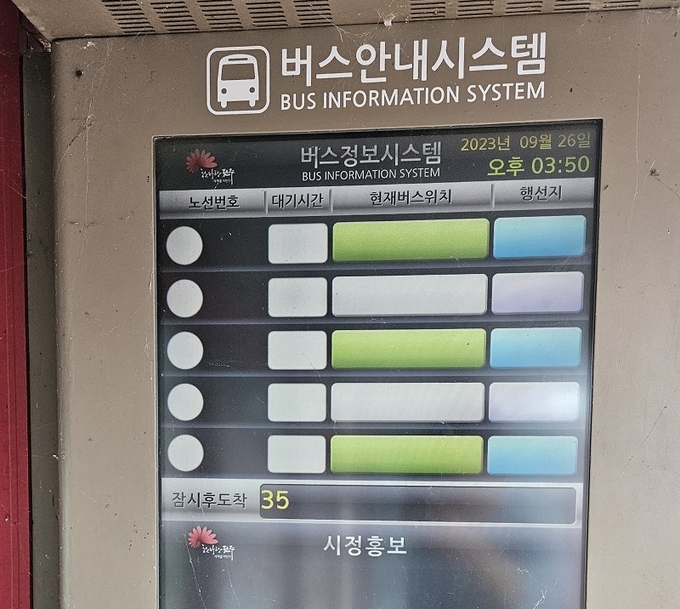 버스안내시스템
BUS INFORMATION SYSTEM
버스정보시스템
BUS INFORMATION SYSTEM
2023년 09월 26일
오후 03:50
노선번호 대기시간 현재버스위치 행선지
잠시후도착 35
시정홍보